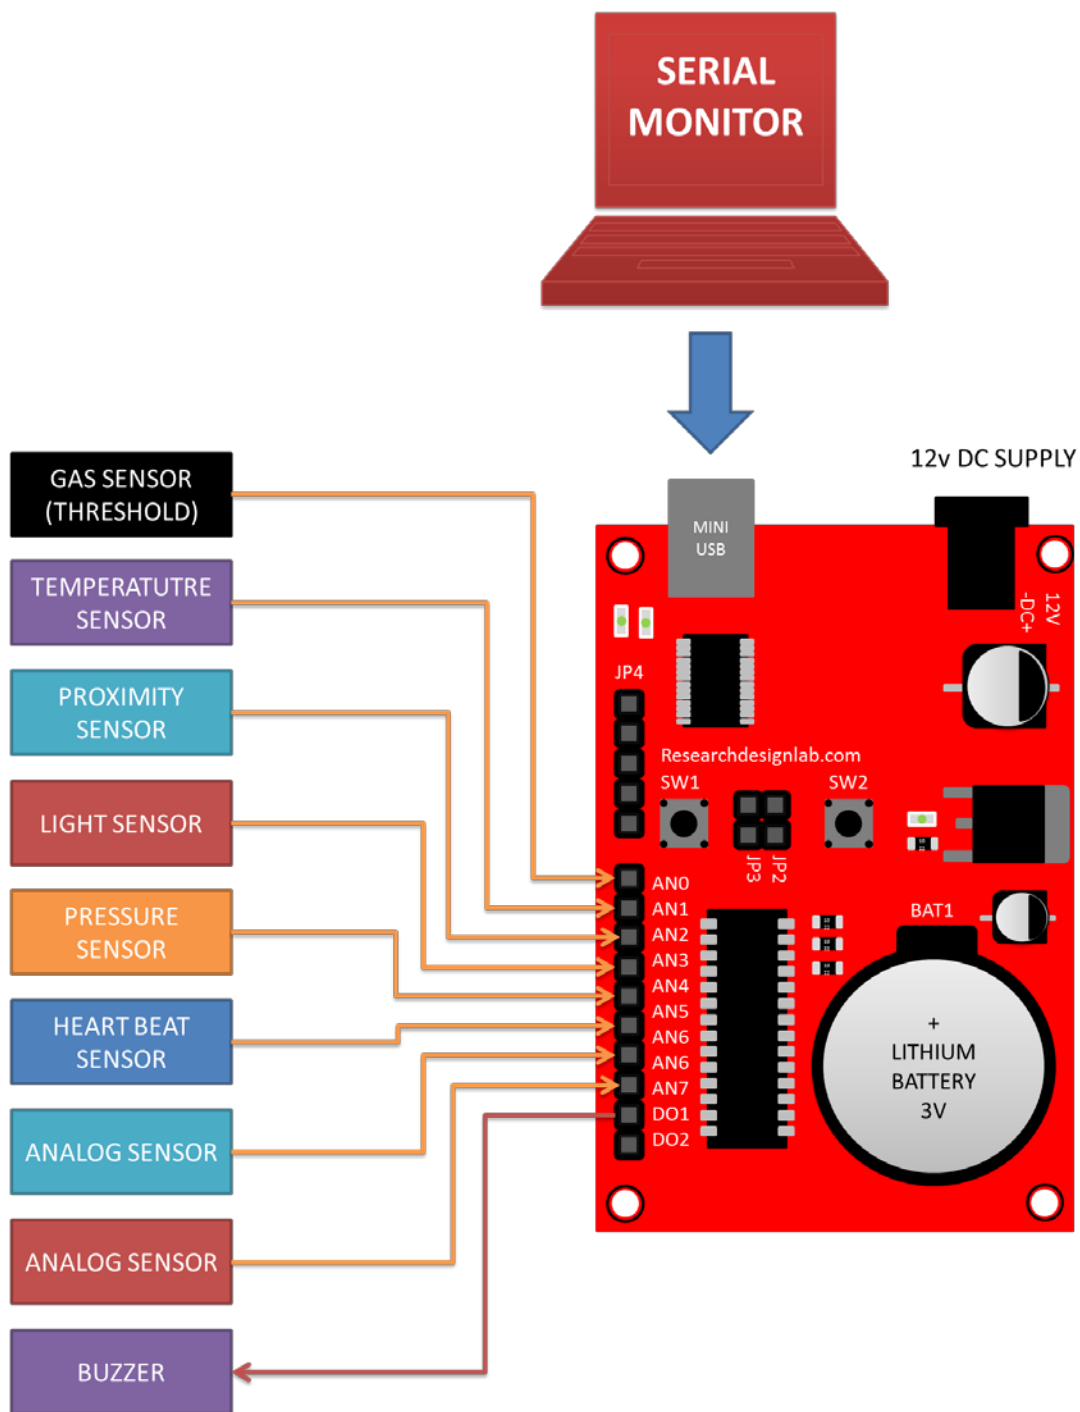 SERIAL
MONITOR
12v DC SUPPLY
GAS SENSOR
(THRESHOLD)
TEMPERATUTRE
SENSOR
PROXIMITY
SENSOR
LIGHT SENSOR
PRESSURE
SENSOR
HEART BEAT
SENSOR
ANALOG SENSOR
ANALOG SENSOR
BUZZER
MINI
USB
12V
-DC+
JP4
Researchdesignlab.com
SW1
SW2
JP3
JP2
AN0
AN1
AN2
AN3
AN4
AN5
AN6
AN6
AN7
DO1
DO2
BAT1
+
LITHIUM
BATTERY
3V